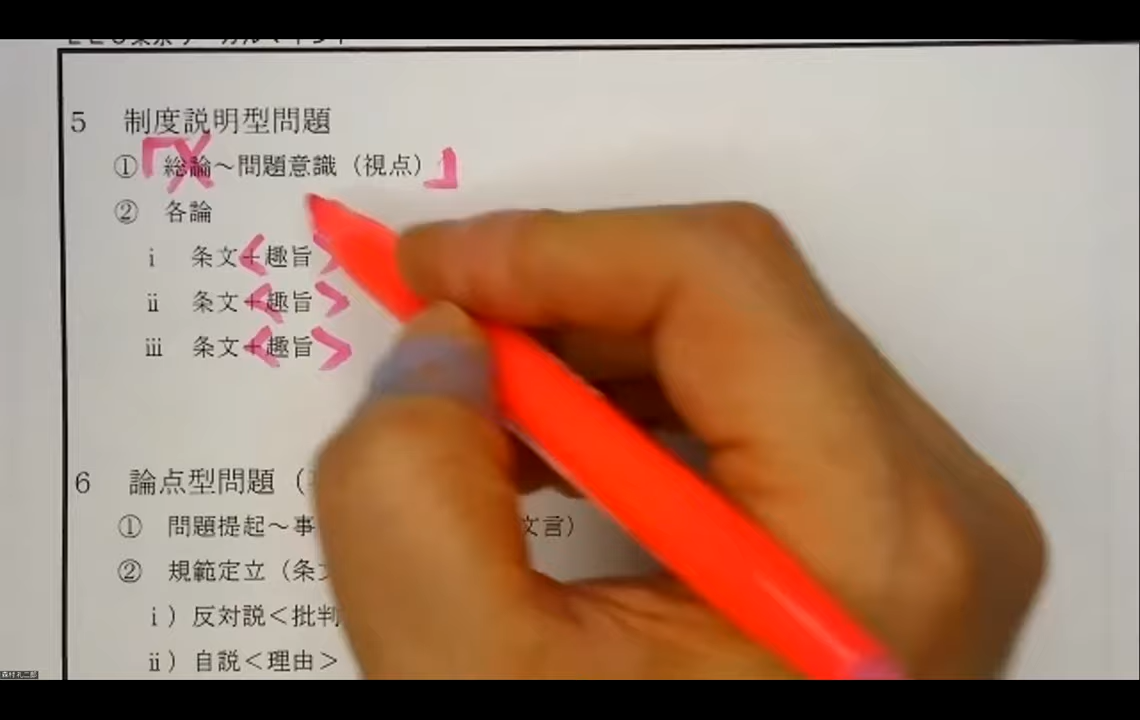 5 制度説明型問題
① 総論～問題意識（視点）
② 各論
ⅰ 条文＋趣旨
ⅱ 条文＋趣旨
ⅲ 条文＋趣旨
6 論点型問題（
① 問題提起～事 文言）
② 規範定立（条文
ⅰ）反対説＜批判
ⅱ）自説＜理由＞